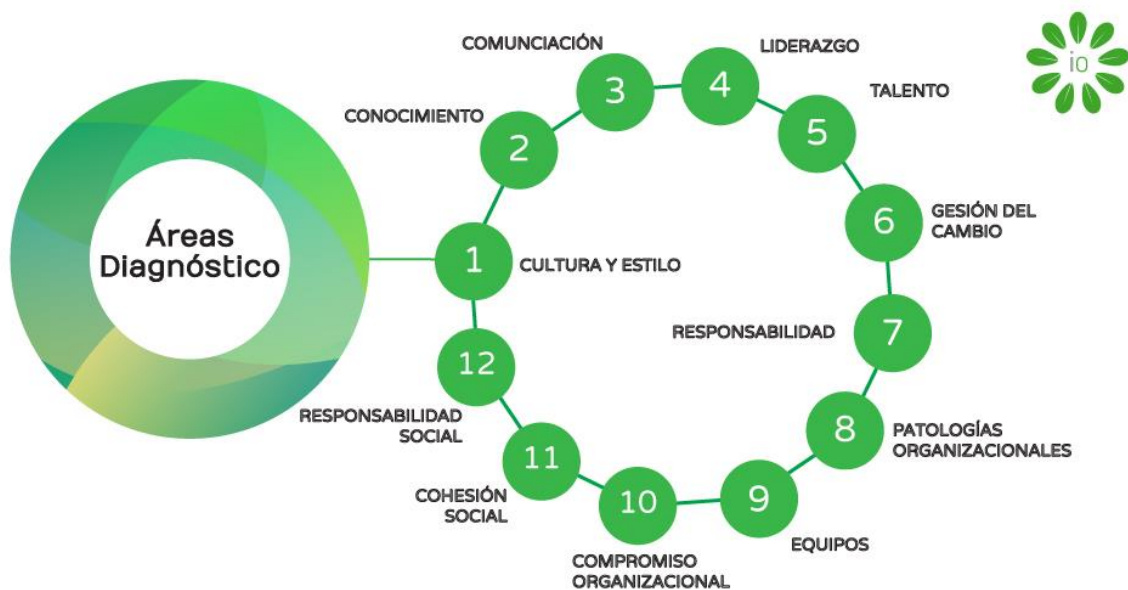 Áreas
Diagnóstico
1
CULTURA Y ESTILO
2
CONOCIMIENTO
3
COMUNCIACIÓN
4
LIDERAZGO
5
TALENTO
6
GESIÓN DEL
CAMBIO
7
RESPONSABILIDAD
8
PATOLOGÍAS
ORGANIZACIONALES
9
EQUIPOS
10
COMPROMISO
ORGANIZACIONAL
11
COHESIÓN
SOCIAL
12
RESPONSABILIDAD
SOCIAL
io